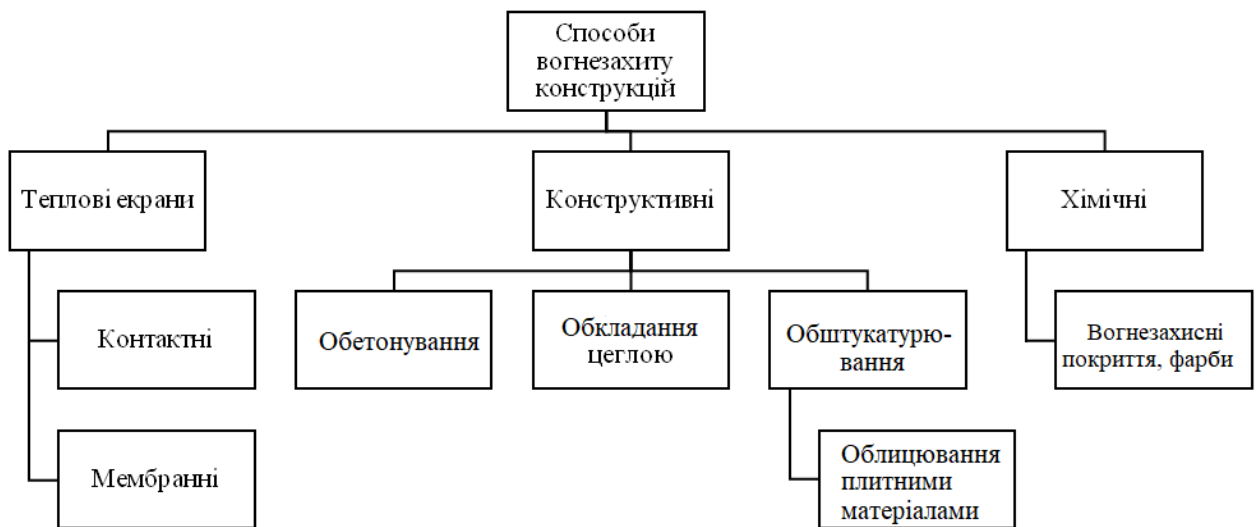 Способи
вогнезахиту
конструкцій
Теплові екрани
Конструктивні
Хімічні
Контактні
Обетонування
Обкладання
цеглою
Обштукатурю-
вання
Вогнезахисні
покриття, фарби
Мембранні
Облицювання
плитними
матеріалами